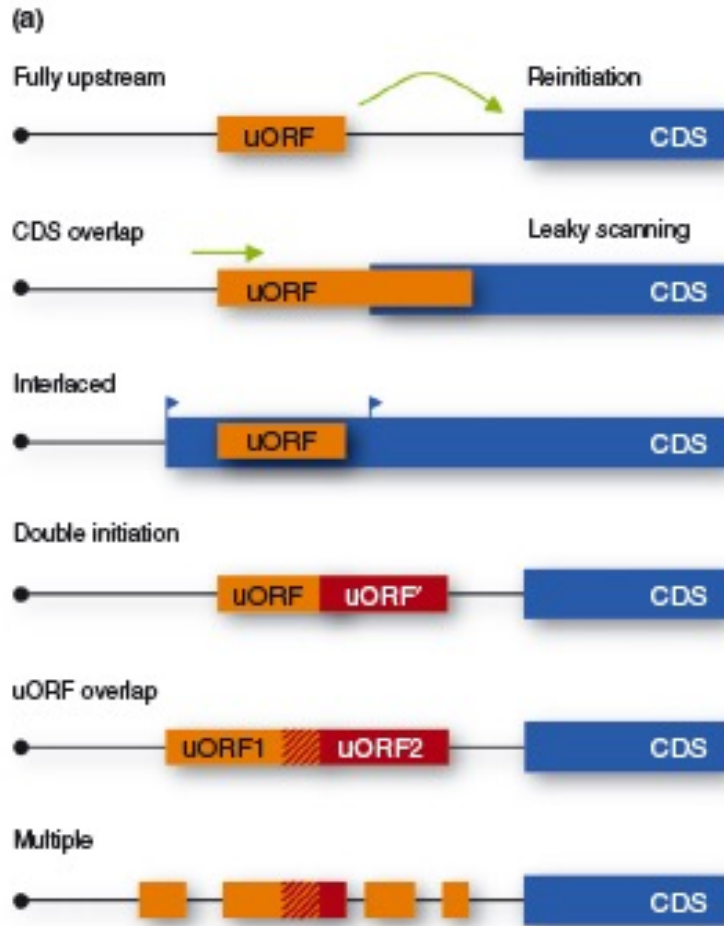 (a)
Fully upstream Reinitiation
uORF CDS
CDS overlap Leaky scanning
uORF CDS
Interlaced
uORF CDS
Double initiation
uORF uORF' CDS
uORF overlap
uORF1 uORF2 CDS
Multiple
CDS